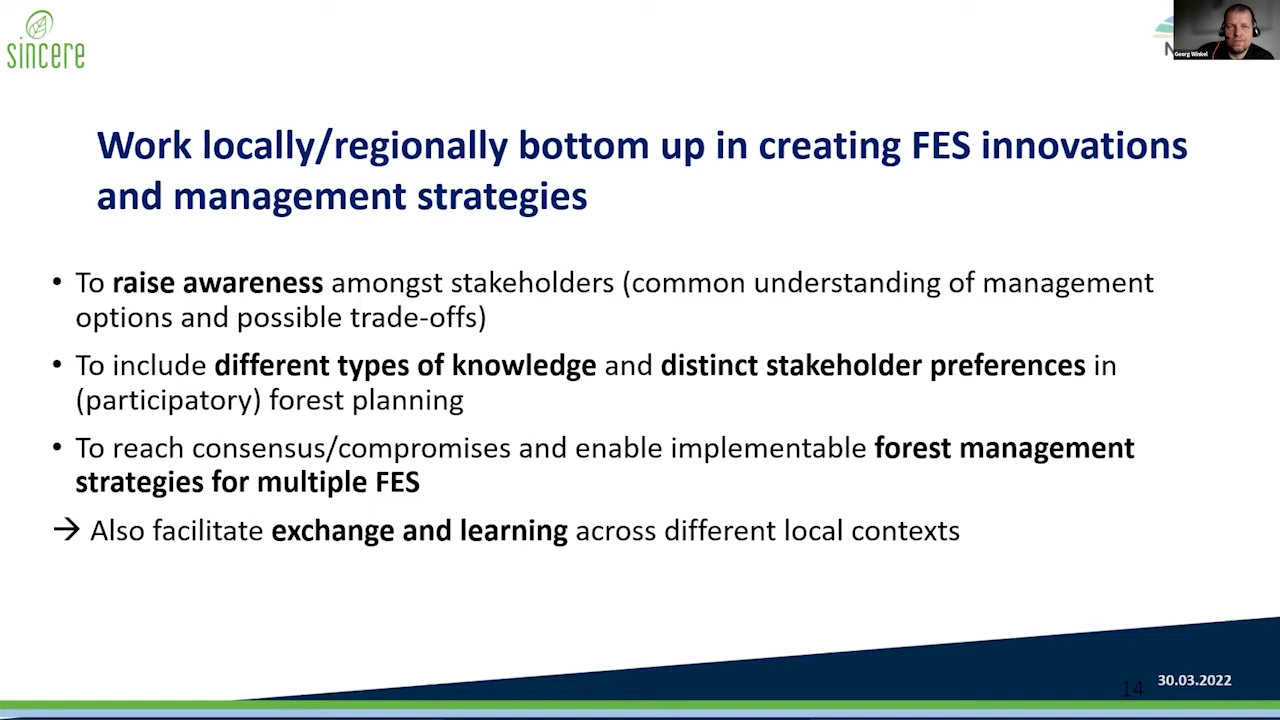 sincere
Georg Winkel
Work locally/regionally bottom up in creating FES innovations
and management strategies
• To raise awareness amongst stakeholders (common understanding of management
options and possible trade-offs)
• To include different types of knowledge and distinct stakeholder preferences in
(participatory) forest planning
• To reach consensus/compromises and enable implementable forest management
strategies for multiple FES
→ Also facilitate exchange and learning across different local contexts
14
30.03.2022